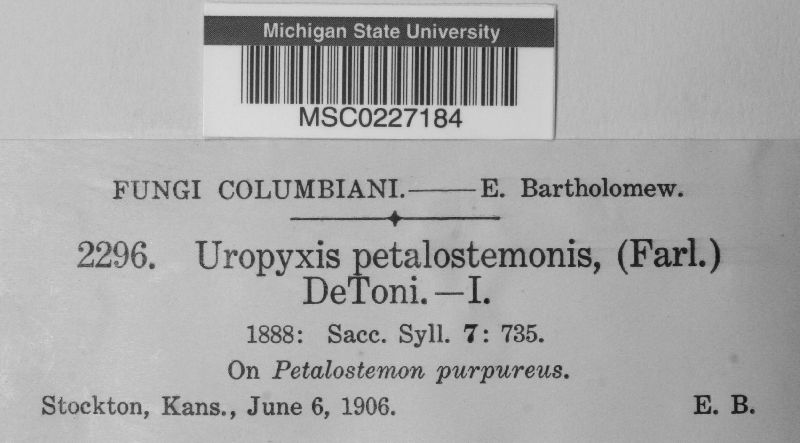 Michigan State University
MSC0227184
FUNGI COLUMBIANI.——E. Bartholomew.
2296. Uropyxis petalostemonis, (Farl.)
DeToni.—I.
1888: Sacc. Syll. 7: 735.
On Petalostemon purpureus.
Stockton, Kans., June 6, 1906. E. B.